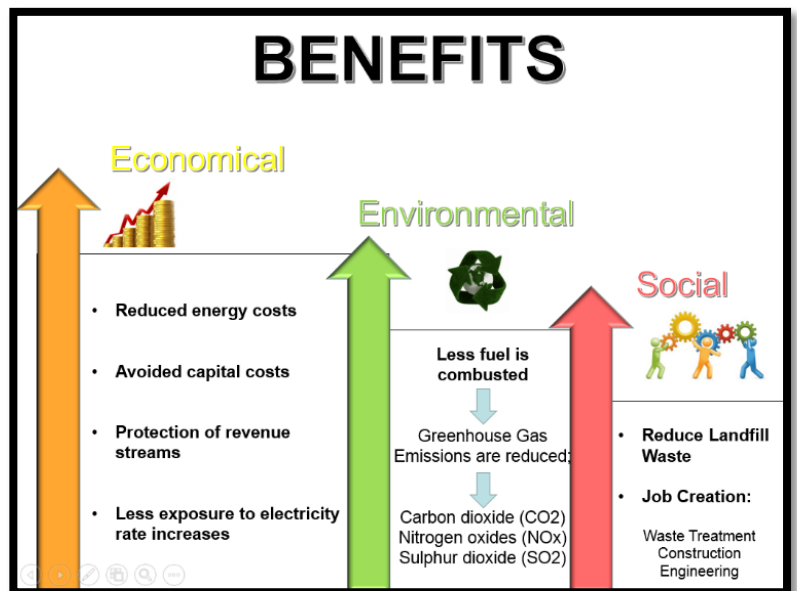 BENEFITS
Economical
• Reduced energy costs
• Avoided capital costs
• Protection of revenue
streams
• Less exposure to electricity
rate increases
Environmental
Less fuel is
combusted
Greenhouse Gas
Emissions are reduced;
Carbon dioxide (CO2)
Nitrogen oxides (NOx)
Sulphur dioxide (SO2)
Social
• Reduce Landfill
Waste
• Job Creation:
Waste Treatment
Construction
Engineering